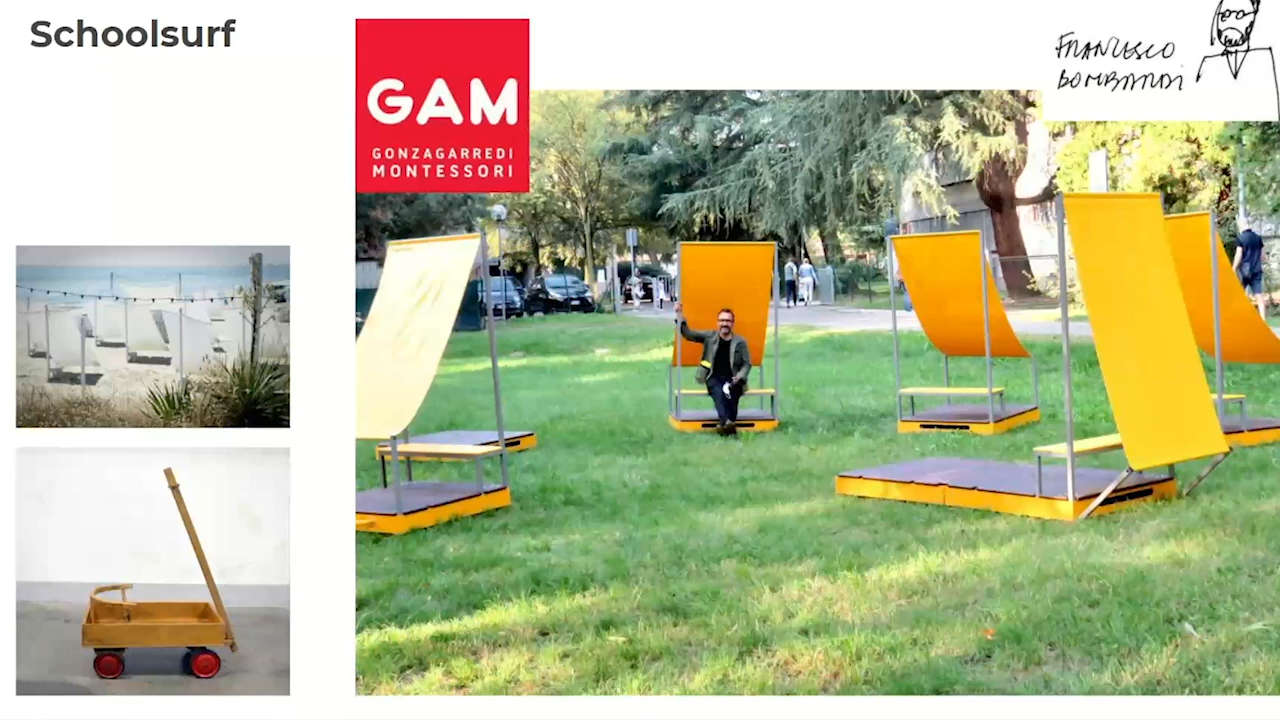 Schoolsurf
GAM
GONZAGARREDI
MONTESSORI
FRANCESCO
BOMBARDI